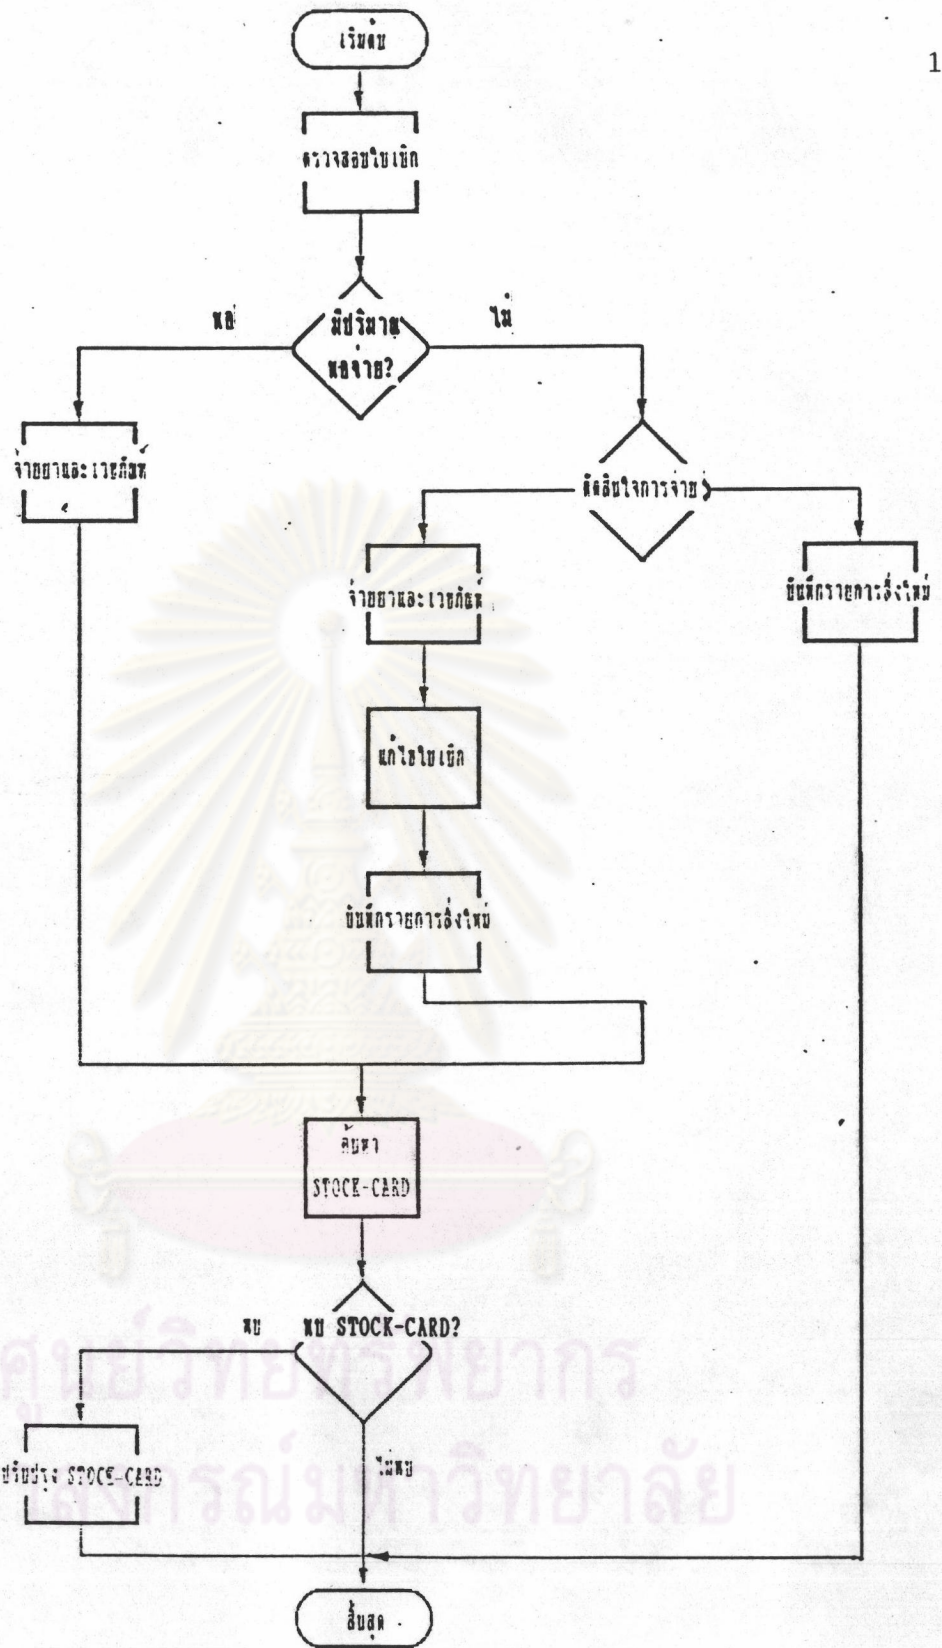 1
เริ่มต้น
ตรวจสอบใบเบิก
มีปริมาณ
พอจ่าย?
พอ
ไม่
จ่ายยาและเวชภัณฑ์
ตัดสินใจการจ่าย
จ่ายยาและเวชภัณฑ์
บันทึกรายการสั่งใหม่
แก้ไขใบเบิก
บันทึกรายการสั่งใหม่
ค้นหา
STOCK-CARD
พบ
พบ STOCK-CARD?
ปรับปรุง STOCK-CARD
ไม่พบ
สิ้นสุด
ศูนย์วิทยทรัพยากร
ลงกรณ์มหาวิทยาลัย